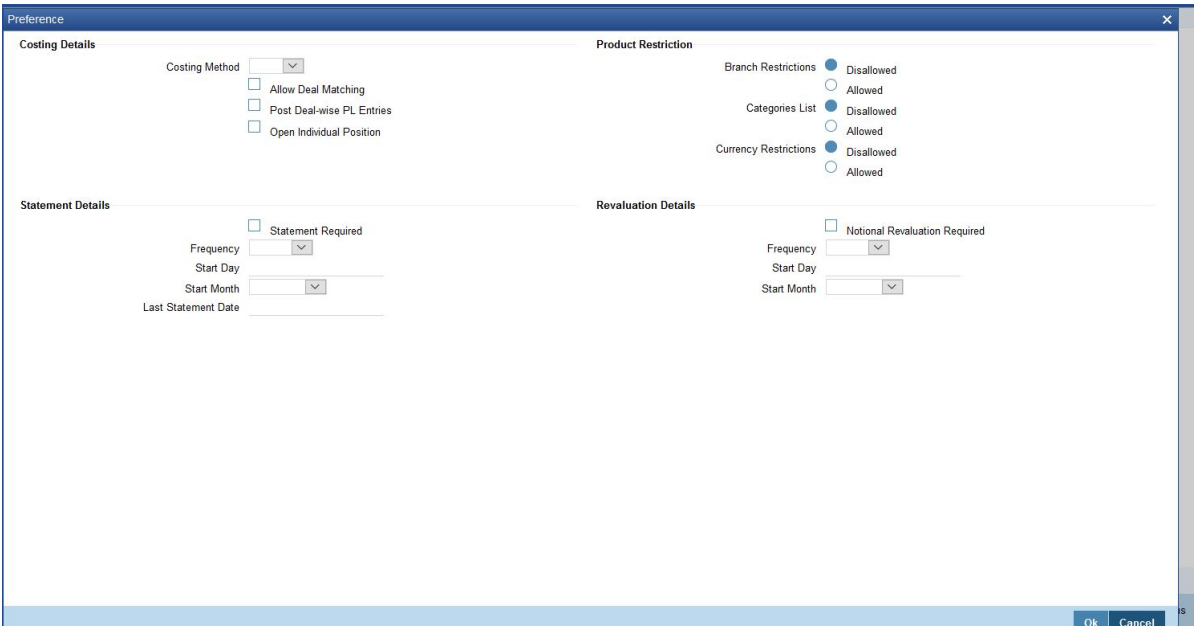 Preference
Costing Details
Costing Method
Allow Deal Matching
Post Deal-wise PL Entries
Open Individual Position
Product Restriction
Branch Restrictions Disallowed
Allowed
Categories List Disallowed
Allowed
Currency Restrictions Disallowed
Allowed
Statement Details
Statement Required
Frequency
Start Day
Start Month
Last Statement Date
Revaluation Details
Notional Revaluation Required
Frequency
Start Day
Start Month
Ok Cancel